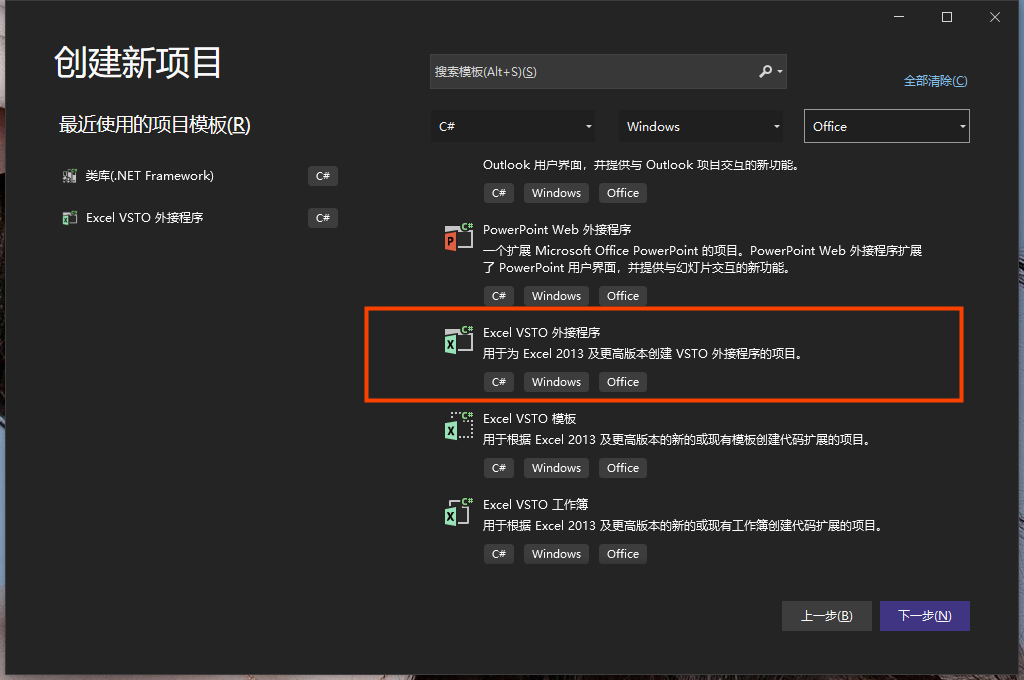 创建新项目
最近使用的项目模板(R)
类库(.NET Framework)
C#
Excel VSTO 外接程序
C#
搜索模板(Alt+S)(S)
全部清除(C)
C#
Windows
Office
Outlook 用户界面，并提供与 Outlook 项目交互的新功能。
C# Windows Office
PowerPoint Web 外接程序
一个扩展 Microsoft Office PowerPoint 的项目。PowerPoint Web 外接程序扩展
了 PowerPoint 用户界面，并提供与幻灯片交互的新功能。
C# Windows Office
Excel VSTO 外接程序
用于为 Excel 2013 及更高版本创建 VSTO 外接程序的项目。
C# Windows Office
Excel VSTO 模板
用于根据 Excel 2013 及更高版本的新的或现有模板创建代码扩展的项目。
C# Windows Office
Excel VSTO 工作簿
用于根据 Excel 2013 及更高版本的新的或现有工作簿创建代码扩展的项目。
C# Windows Office
上一步(B)
下一步(N)